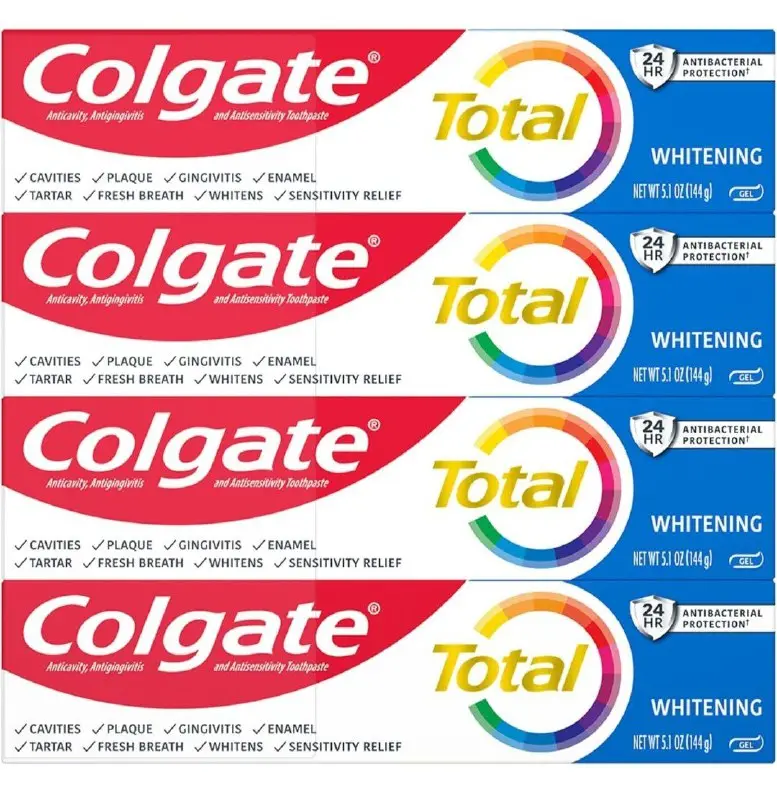 Colgate®
Anticavity, Antigingivitis and Antisensitivity Toothpaste
✓CAVITIES ✓PLAQUE ✓GINGIVITIS ✓ENAMEL
✓TARTAR ✓FRESH BREATH ✓WHITENS ✓SENSITIVITY RELIEF
Total
24 HR
ANTIBACTERIAL
PROTECTION†
WHITENING
NET WT 5.1 OZ (144 g) GEL
Colgate®
Anticavity, Antigingivitis and Antisensitivity Toothpaste
✓CAVITIES ✓PLAQUE ✓GINGIVITIS ✓ENAMEL
✓TARTAR ✓FRESH BREATH ✓WHITENS ✓SENSITIVITY RELIEF
Total
24 HR
ANTIBACTERIAL
PROTECTION†
WHITENING
NET WT 5.1 OZ (144 g) GEL
Colgate®
Anticavity, Antigingivitis and Antisensitivity Toothpaste
✓CAVITIES ✓PLAQUE ✓GINGIVITIS ✓ENAMEL
✓TARTAR ✓FRESH BREATH ✓WHITENS ✓SENSITIVITY RELIEF
Total
24 HR
ANTIBACTERIAL
PROTECTION†
WHITENING
NET WT 5.1 OZ (144 g) GEL
Colgate®
Anticavity, Antigingivitis and Antisensitivity Toothpaste
✓CAVITIES ✓PLAQUE ✓GINGIVITIS ✓ENAMEL
✓TARTAR ✓FRESH BREATH ✓WHITENS ✓SENSITIVITY RELIEF
Total
24 HR
ANTIBACTERIAL
PROTECTION†
WHITENING
NET WT 5.1 OZ (144 g) GEL